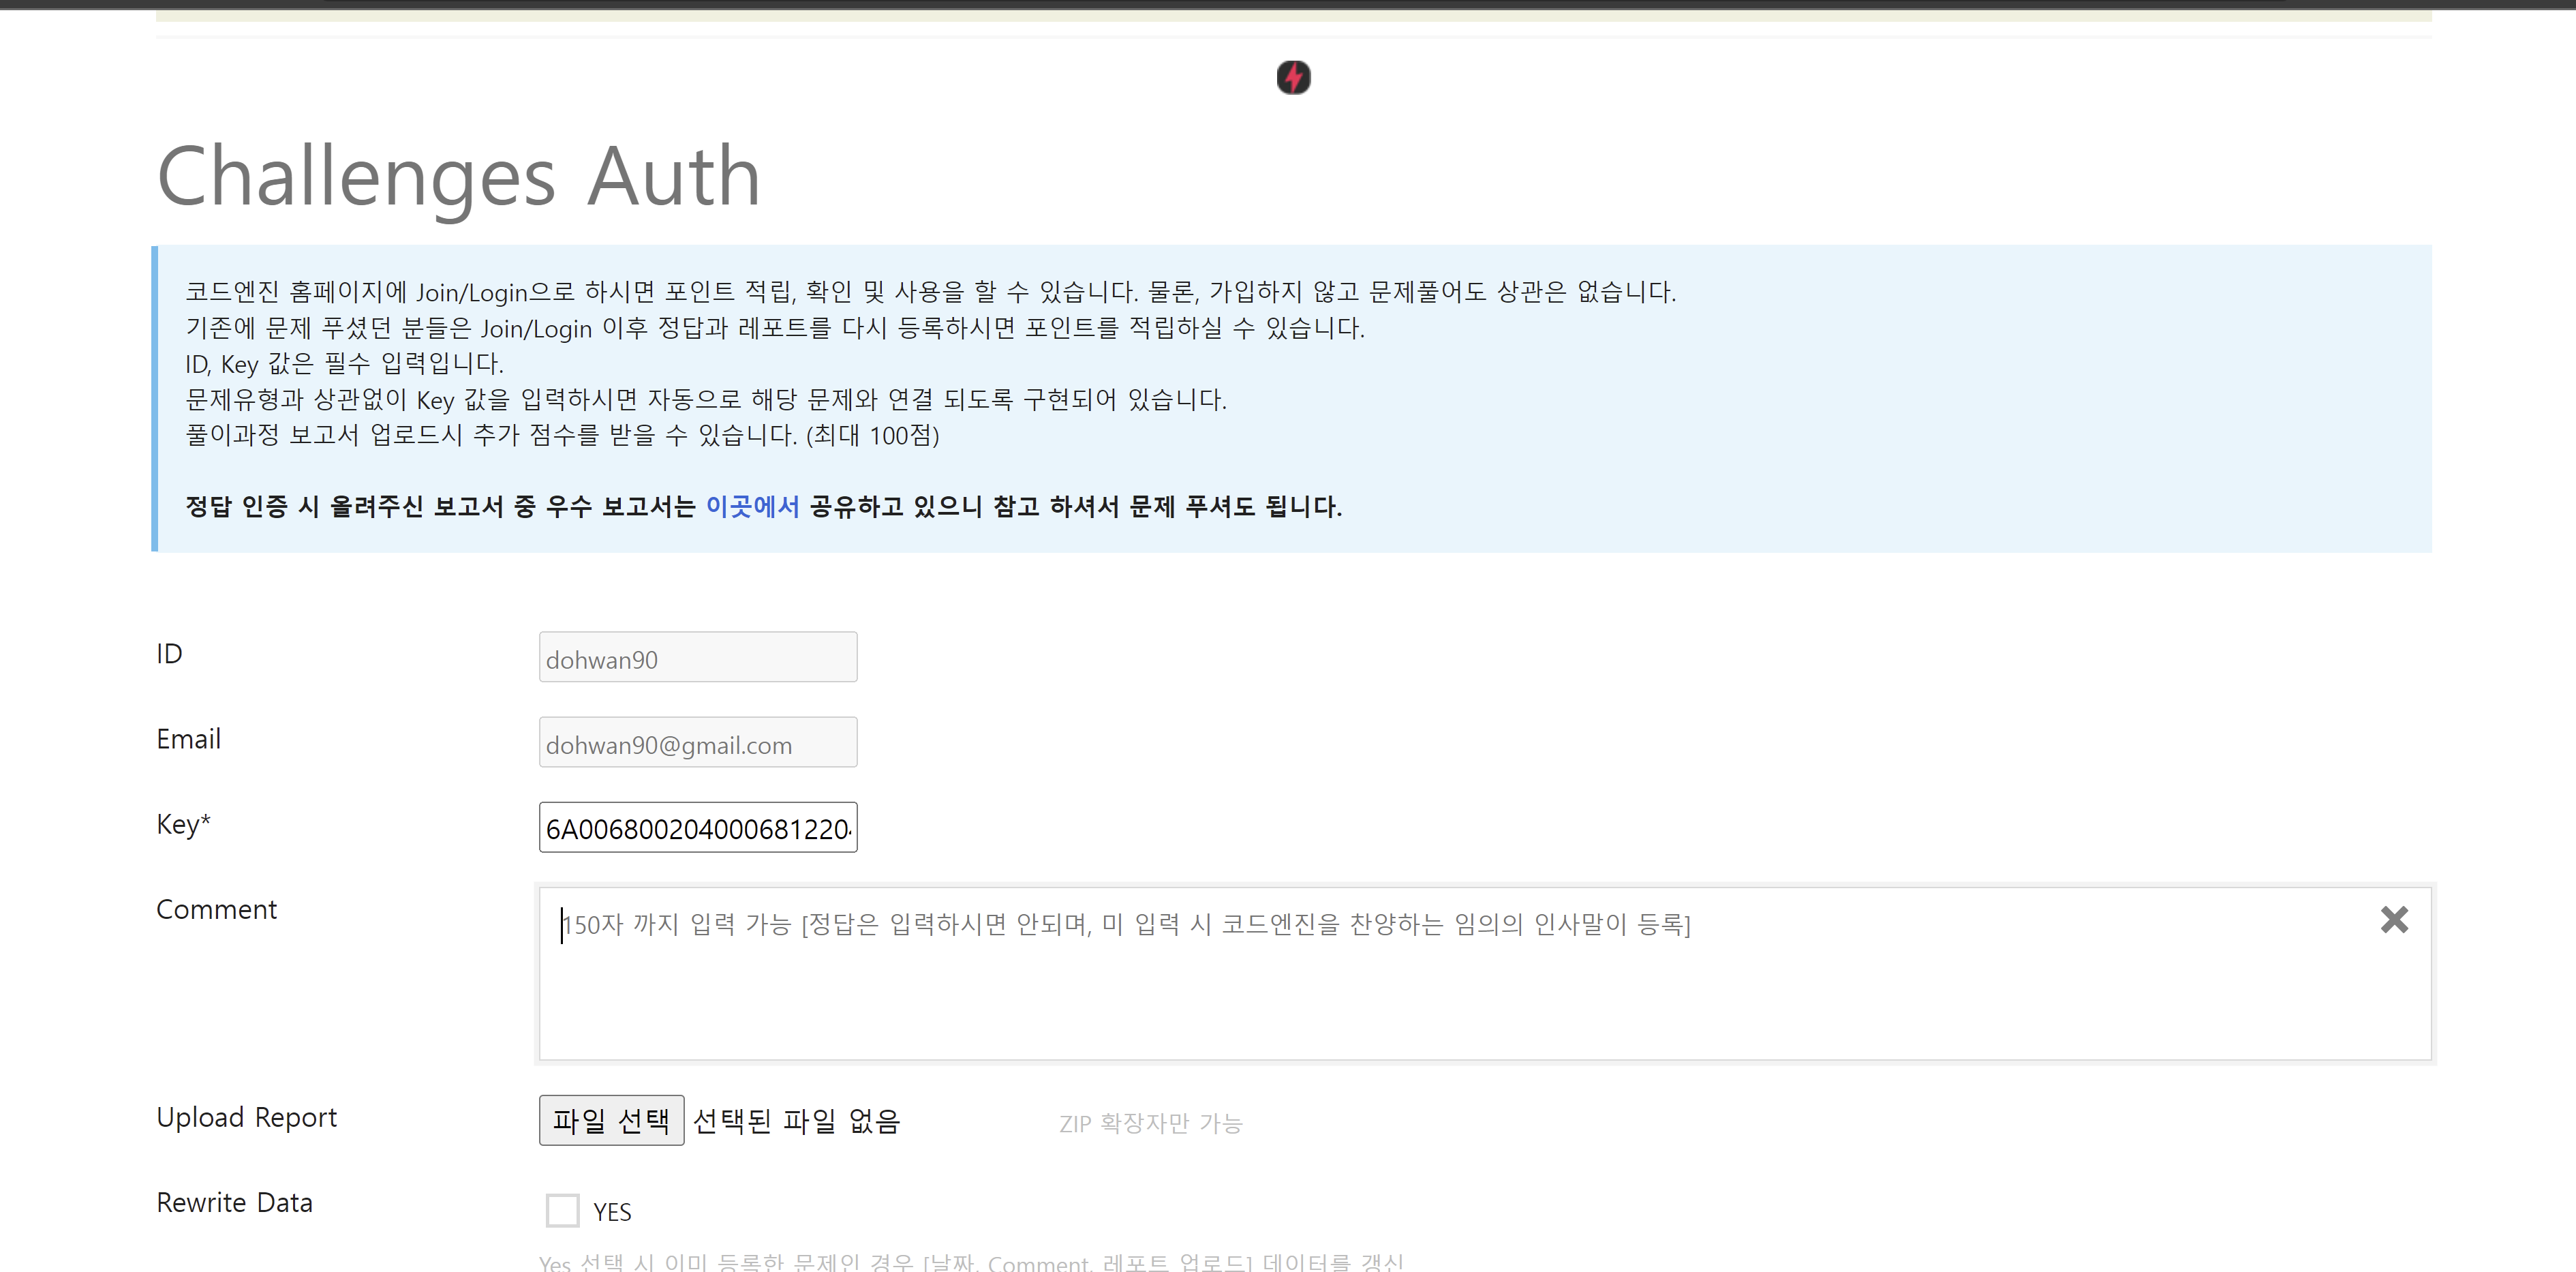 Challenges Auth
코드엔진 홈페이지에 Join/Login으로 하시면 포인트 적립, 확인 및 사용을 할 수 있습니다. 물론, 가입하지 않고 문제풀어도 상관은 없습니다.
기존에 문제 푸셨던 분들은 Join/Login 이후 정답과 레포트를 다시 등록하시면 포인트를 적립하실 수 있습니다.
ID, Key 값은 필수 입력입니다.
문제유형과 상관없이 Key 값을 입력하시면 자동으로 해당 문제와 연결 되도록 구현되어 있습니다.
풀이과정 보고서 업로드시 추가 점수를 받을 수 있습니다. (최대 100점)
정답 인증 시 올려주신 보고서 중 우수 보고서는 이곳에서 공유하고 있으니 참고 하셔서 문제 푸셔도 됩니다.
ID dohwan90
Email dohwan90@gmail.com
Key* 6A0068002040006812204
Comment 150자 까지 입력 가능 [정답은 입력하시면 안되며, 미 입력 시 코드엔진을 찬양하는 임의의 인사말이 등록]
Upload Report 파일 선택 선택된 파일 없음 ZIP 확장자만 가능
Rewrite Data YES
Yes 선택 시 이미 등록한 문제인 경우 [날짜, Comment, 레포트 업로드] 데이터를 갱신